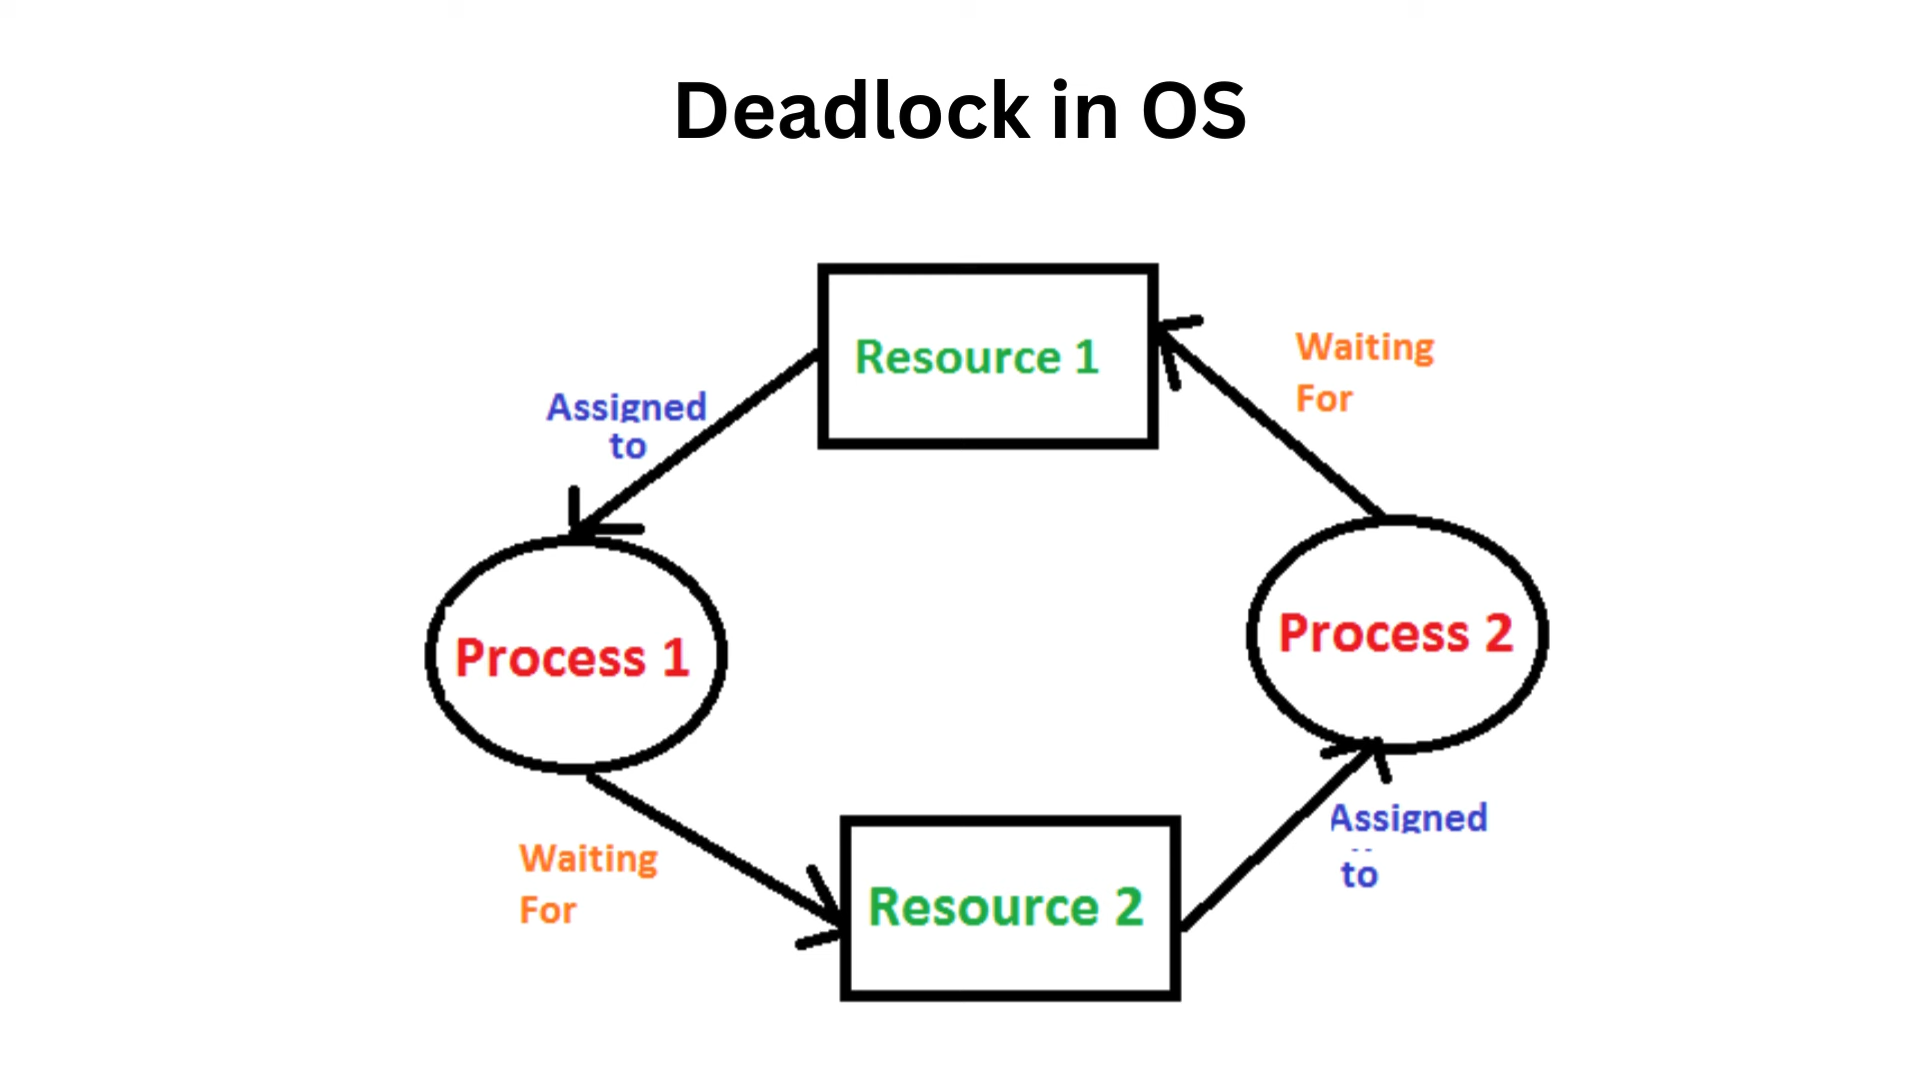 Deadlock in OS
Resource 1
Waiting
For
Assigned
to
Process 1
Process 2
Waiting
For
Resource 2
Assigned
to